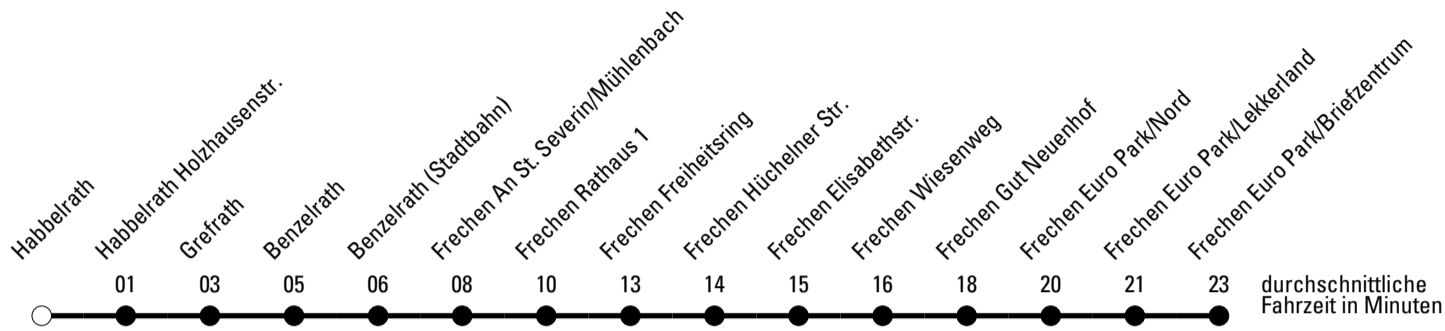 Habbelrath
Habbelrath Holzhausenstr.
Grefrath
Benzelrath
Benzelrath (Stadtbahn)
Frechen An St. Severin/Mühlenbach
Frechen Rathaus 1
Frechen Freiheitsring
Frechen Hüchelner Str.
Frechen Elisabethstr.
Frechen Wiesenweg
Frechen Gut Neuenhof
Frechen Euro Park/Nord
Frechen Euro Park/Lekkerland
Frechen Euro Park/Briefzentrum
01 03 05 06 08 10 13 14 15 16 18 20 21 23
durchschnittliche
Fahrzeit in Minuten